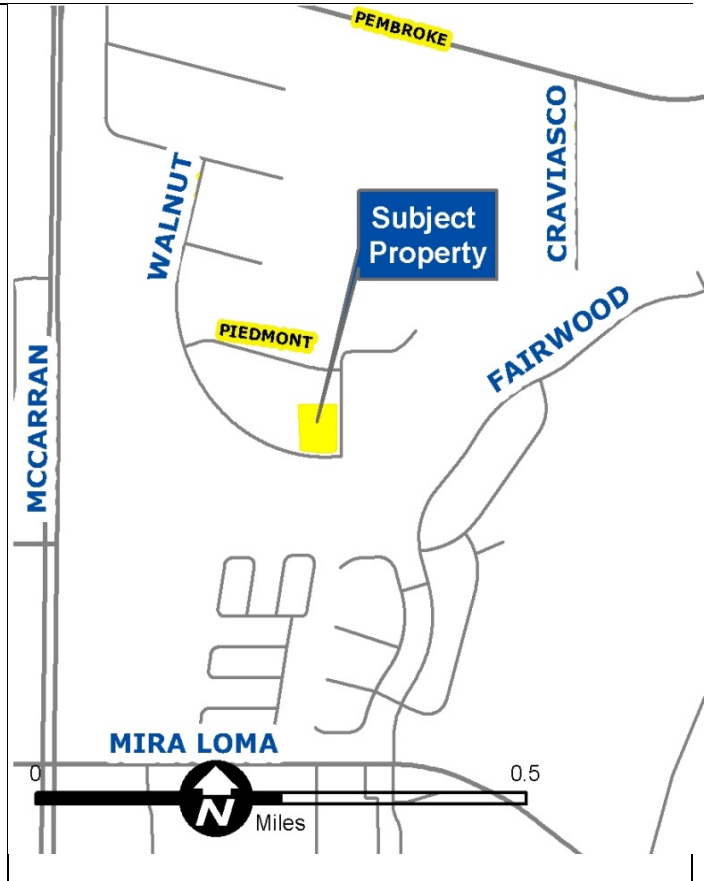 PEMBROKE
CRAVIASCO
WALNUT
Subject
Property
FAIRWOOD
PIEDMONT
MCCARRAN
MIRA LOMA
0
0.5
N
Miles